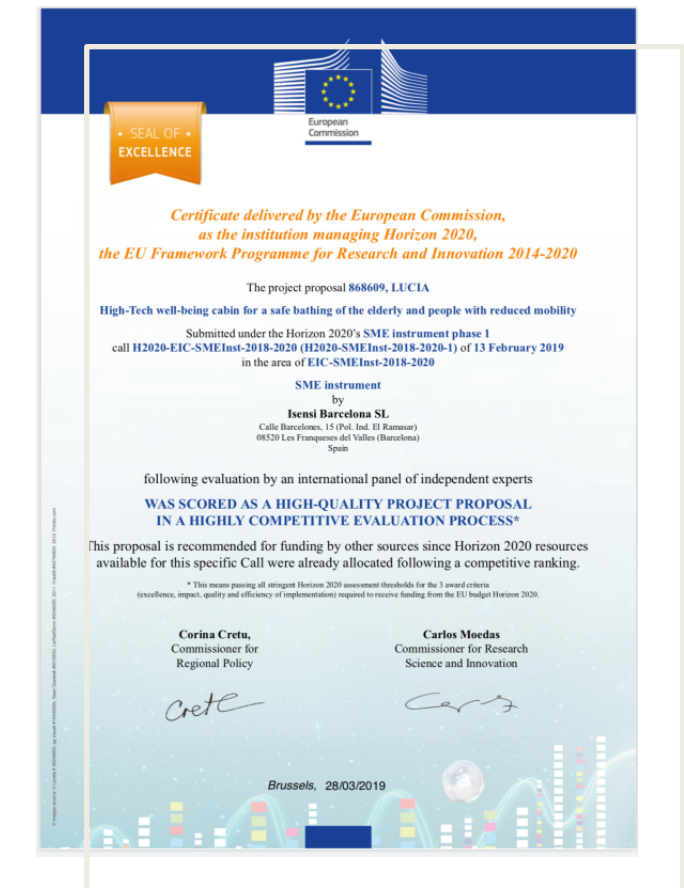 European
Commission
SEAL OF
EXCELLENCE
Certificate delivered by the European Commission,
as the institution managing Horizon 2020,
the EU Framework Programme for Research and Innovation 2014-2020
The project proposal 868609, LUCIA
High-Tech well-being cabin for a safe bathing of the elderly and people with reduced mobility
Submitted under the Horizon 2020's SME instrument phase 1
call H2020-EIC-SMEInst-2018-2020 (H2020-SMEInst-2018-2020-1) of 13 February 2019
in the area of EIC-SMEInst-2018-2020
SME instrument
by
Isensi Barcelona SL
Calle Barcelones, 15 (Pol. Ind. El Ramasar)
08520 Les Franqueses del Valles (Barcelona)
Spain
following evaluation by an international panel of independent experts
WAS SCORED AS A HIGH-QUALITY PROJECT PROPOSAL
IN A HIGHLY COMPETITIVE EVALUATION PROCESS*
This proposal is recommended for funding by other sources since Horizon 2020 resources
available for this specific Call were already allocated following a competitive ranking.
* This means passing all stringent Horizon 2020 assessment thresholds for the 3 award criteria
(excellence, impact, quality and efficiency of implementation) required to receive funding from the EU budget Horizon 2020.
Corina Cretu,
Commissioner for
Regional Policy
Carlos Moedas
Commissioner for Research
Science and Innovation
Brussels, 28/03/2019